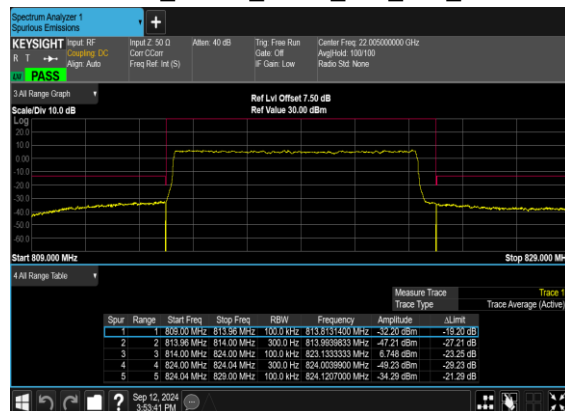 Spectrum Analyzer 1
Spurious Emissions
+
KEYSIGHT Input: RF Input Z: 50 Ω Atten: 40 dB Trig: Free Run Center Freq: 22.005000000 GHz
R T Coupling: DC Corr CCorr Gate: Off Avg|Hold: 100/100
Align: Auto Freq Ref: Int (S) IF Gain: Low Radio Std: None
LW PASS
3 All Range Graph
Ref Lvl Offset 7.50 dB
Scale/Div 10.0 dB Ref Value 30.00 dBm
Log
20.0
10.0
0.00
-10.0
-20.0
-30.0
-40.0
-50.0
-60.0
Start 809.000 MHz Stop 829.000 MH
4 All Range Table
Measure Trace Trace 1
Trace Type Trace Average (Active)
Spur Range Start Freq Stop Freq RBW Frequency Amplitude ΔLimit
1 1 809.00 MHz 813.96 MHz 100.0 kHz 813.8131400 MHz -32.20 dBm -19.20 dB
2 2 813.96 MHz 814.00 MHz 300.0 Hz 813.9939833 MHz -47.21 dBm -27.21 dB
3 3 814.00 MHz 824.00 MHz 100.0 kHz 823.1333333 MHz 6.748 dBm -23.25 dB
4 4 824.00 MHz 824.04 MHz 300.0 Hz 824.0039900 MHz -49.23 dBm -29.23 dB
5 5 824.04 MHz 829.00 MHz 100.0 kHz 824.1207000 MHz -34.29 dBm -21.29 dB
? Sep 12, 2024
3:53:41 PM